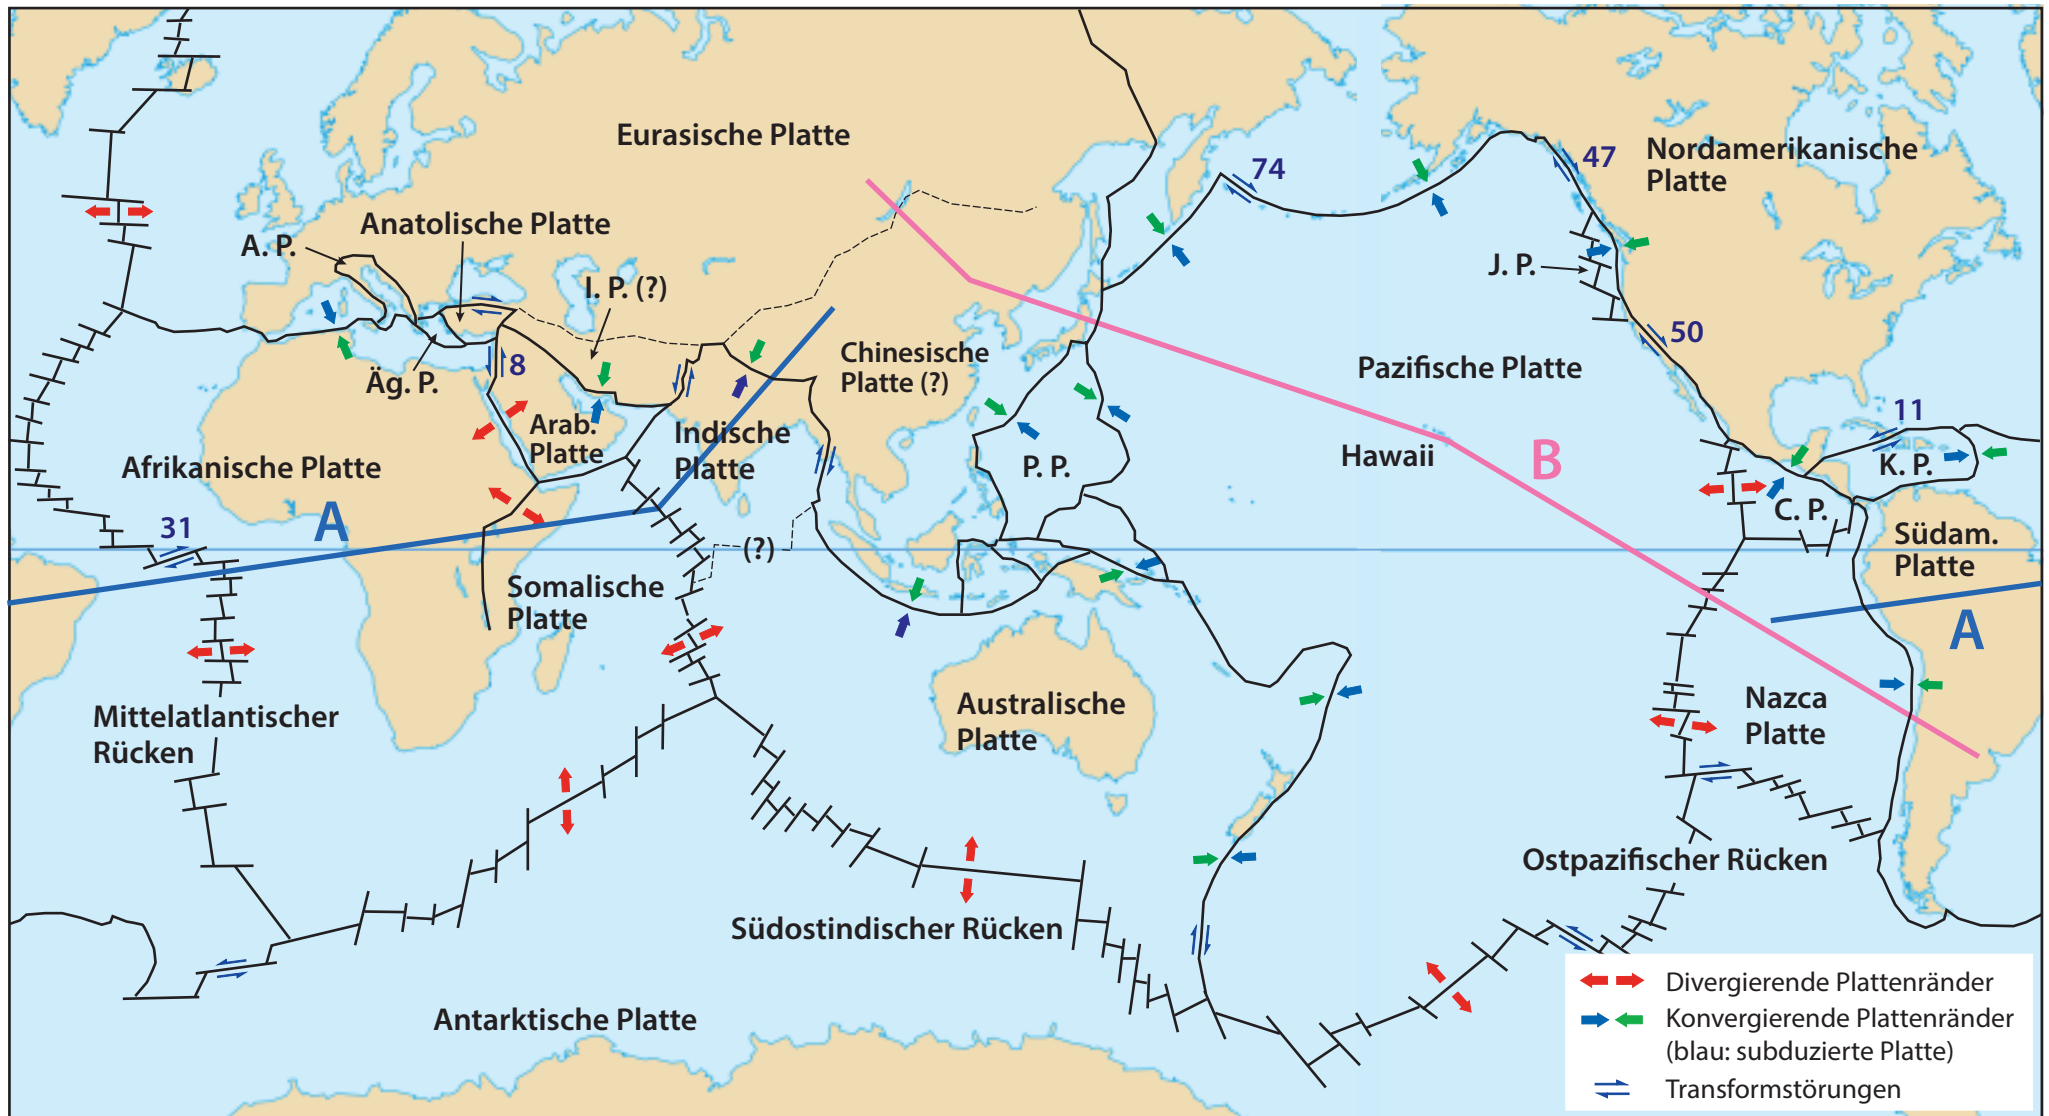 Eurasische Platte
Nordamerikanische
Platte
47
74
Anatolische Platte
A. P.
J. P.
I. P. (?)
50
8
Chinesische
Platte (?)
Pazifische Platte
Äg. P.
11
Arab.
Platte
Indische
Platte
Afrikanische Platte
P. P.
Hawaii
B
K. P.
A
31
C. P.
Südam.
Platte
(?)
Somalische
Platte
A
Mittelatlantischer
Rücken
Australische
Platte
Nazca
Platte
Ostpazifischer Rücken
Südostindischer Rücken
Antarktische Platte
Divergierende Plattenränder
Konvergierende Plattenränder
(blau: subduzierte Platte)
Transformstörungen